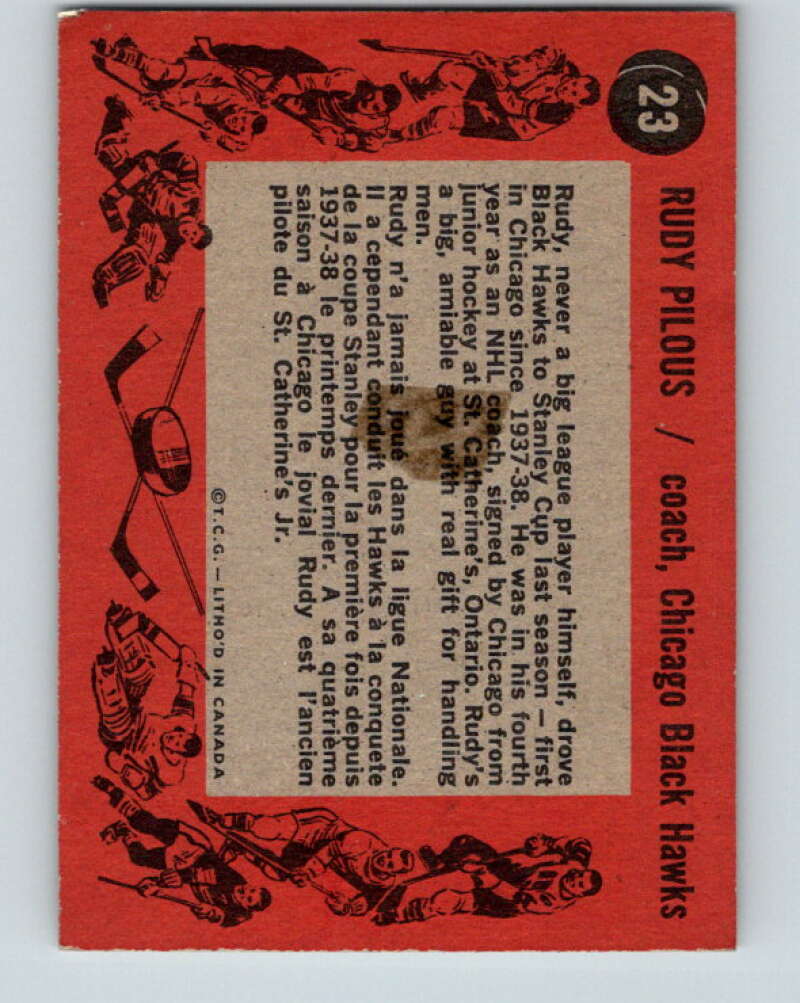 23
RUDY PILOUS / coach, Chicago Black Hawks
Rudy, never a big league player himself, drove
Black Hawks to Stanley Cup last season — first
in Chicago since 1937-38. He was in his fourth
year as an NHL coach, signed by Chicago from
junior hockey at St. Catherine's, Ontario. Rudy's
a big, amiable guy with real gift for handling
men.
Rudy n'a jamais joué dans la ligue Nationale.
Il a cependant conduit les Hawks à la conquete
de la coupe Stanley pour la première fois depuis
1937-38 le printemps dernier. A sa quatrième
saison à Chicago le jovial Rudy est l'ancien
pilote du St. Catherine's Jr.
©T.C.G. — LITHO'D IN CANADA